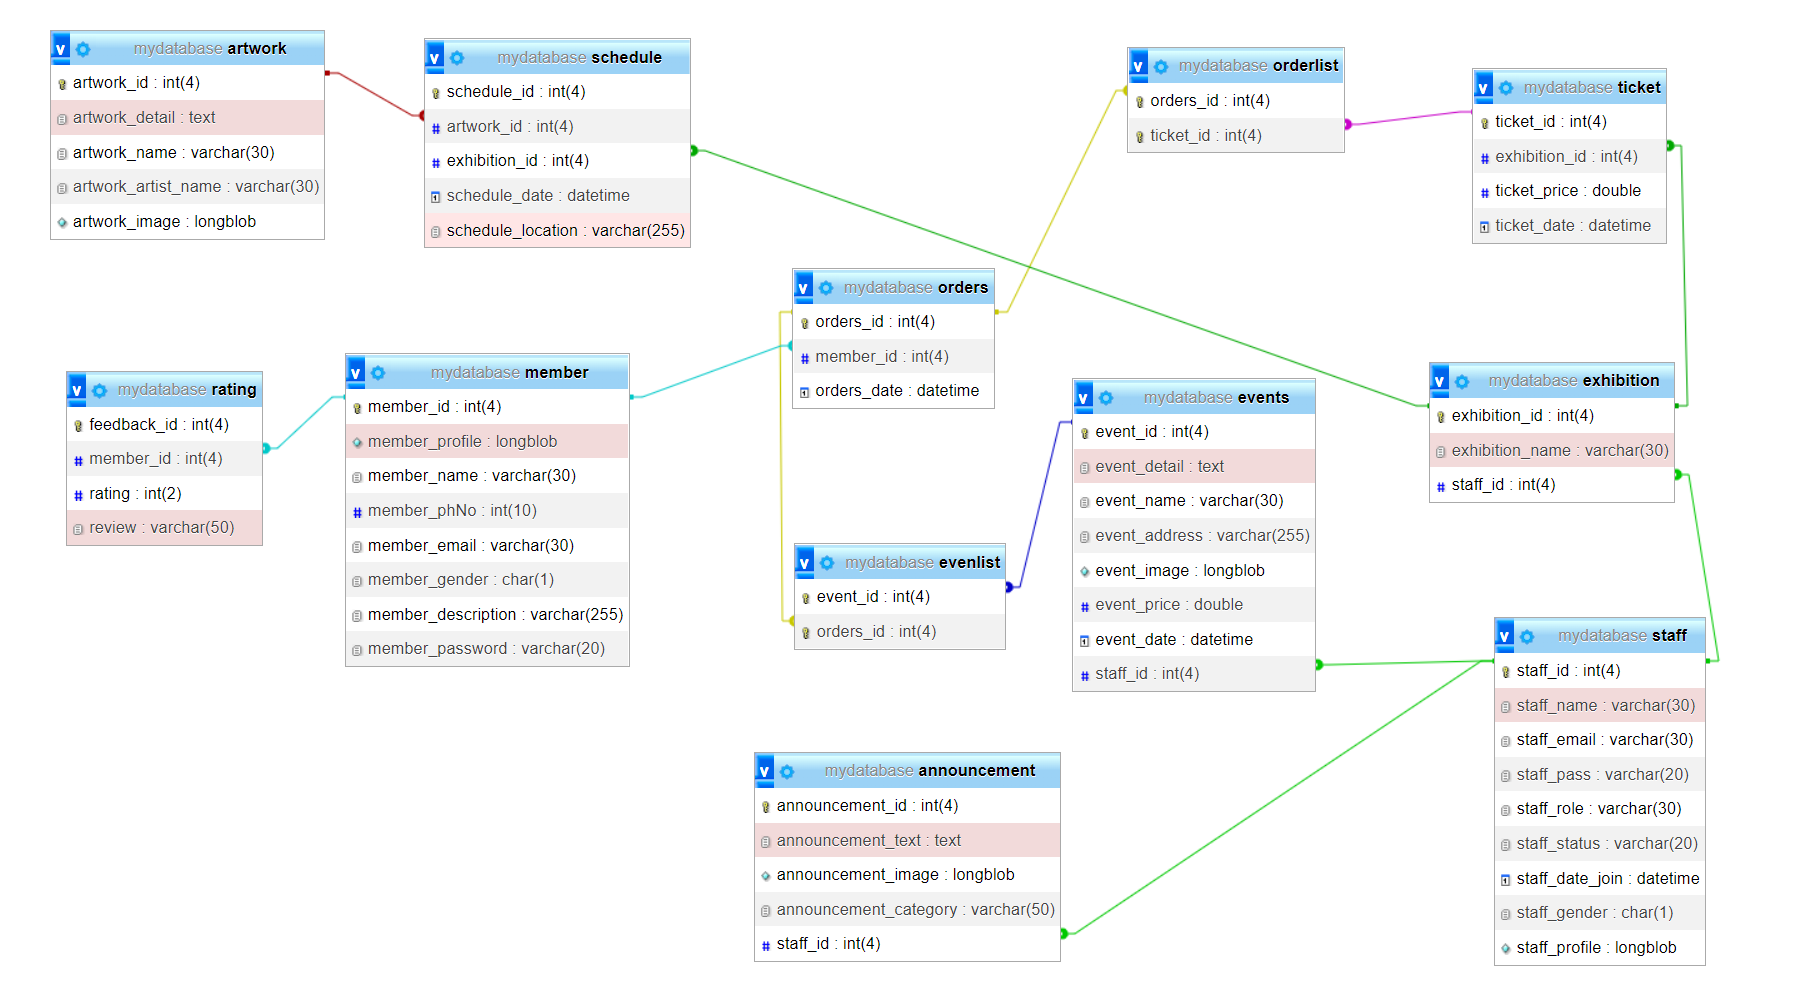 mydatabase artwork
artwork_id : int(4)
artwork_detail : text
artwork_name : varchar(30)
artwork_artist_name : varchar(30)
artwork_image : longblob
mydatabase schedule
schedule_id : int(4)
artwork_id : int(4)
exhibition_id : int(4)
schedule_date : datetime
schedule_location : varchar(255)
mydatabase orderlist
orders_id : int(4)
ticket_id : int(4)
mydatabase ticket
ticket_id : int(4)
exhibition_id : int(4)
ticket_price : double
ticket_date : datetime
mydatabase orders
orders_id : int(4)
member_id : int(4)
orders_date : datetime
mydatabase rating
feedback_id : int(4)
member_id : int(4)
rating : int(2)
review : varchar(50)
mydatabase member
member_id : int(4)
member_profile : longblob
member_name : varchar(30)
member_phNo : int(10)
member_email : varchar(30)
member_gender : char(1)
member_description : varchar(255)
member_password : varchar(20)
mydatabase events
event_id : int(4)
event_detail : text
event_name : varchar(30)
event_address : varchar(255)
event_image : longblob
event_price : double
event_date : datetime
staff_id : int(4)
mydatabase exhibition
exhibition_id : int(4)
exhibition_name : varchar(30)
staff_id : int(4)
mydatabase evenlist
event_id : int(4)
orders_id : int(4)
mydatabase staff
staff_id : int(4)
staff_name : varchar(30)
staff_email : varchar(30)
staff_pass : varchar(20)
staff_role : varchar(30)
staff_status : varchar(20)
staff_date_join : datetime
staff_gender : char(1)
staff_profile : longblob
mydatabase announcement
announcement_id : int(4)
announcement_text : text
announcement_image : longblob
announcement_category : varchar(50)
staff_id : int(4)